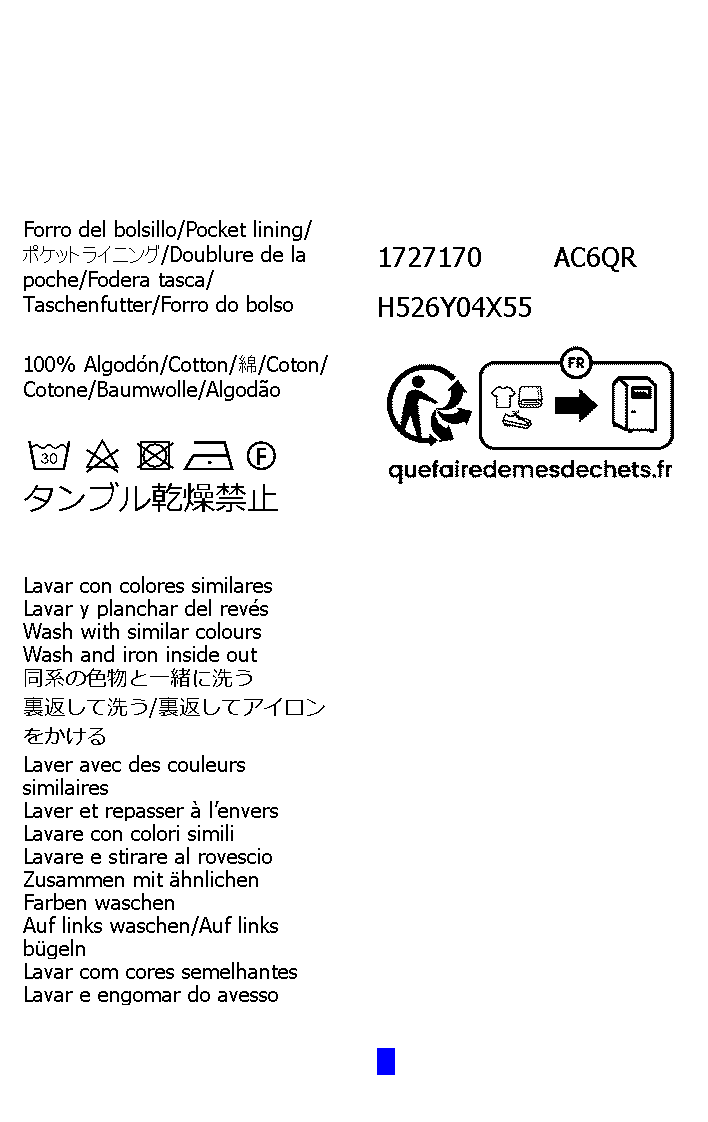 Forro del bolsillo/Pocket lining/
ポケットライニング/Doublure de la
poche/Fodera tasca/
Taschenfutter/Forro do bolso
100% Algodón/Cotton/綿/Coton/
Cotone/Baumwolle/Algodão
30
F
タンブル乾燥禁止
Lavar con colores similares
Lavar y planchar del revés
Wash with similar colours
Wash and iron inside out
同系の色物と一緒に洗う
裏返して洗う/裏返してアイロン
をかける
Laver avec des couleurs
similaires
Laver et repasser à l’envers
Lavare con colori simili
Lavare e stirare al rovescio
Zusammen mit ähnlichen
Farben waschen
Auf links waschen/Auf links
bügeln
Lavar com cores semelhantes
Lavar e engomar do avesso
1727170 AC6QR
H526Y04X55
FR
quefairedemesdechets.fr